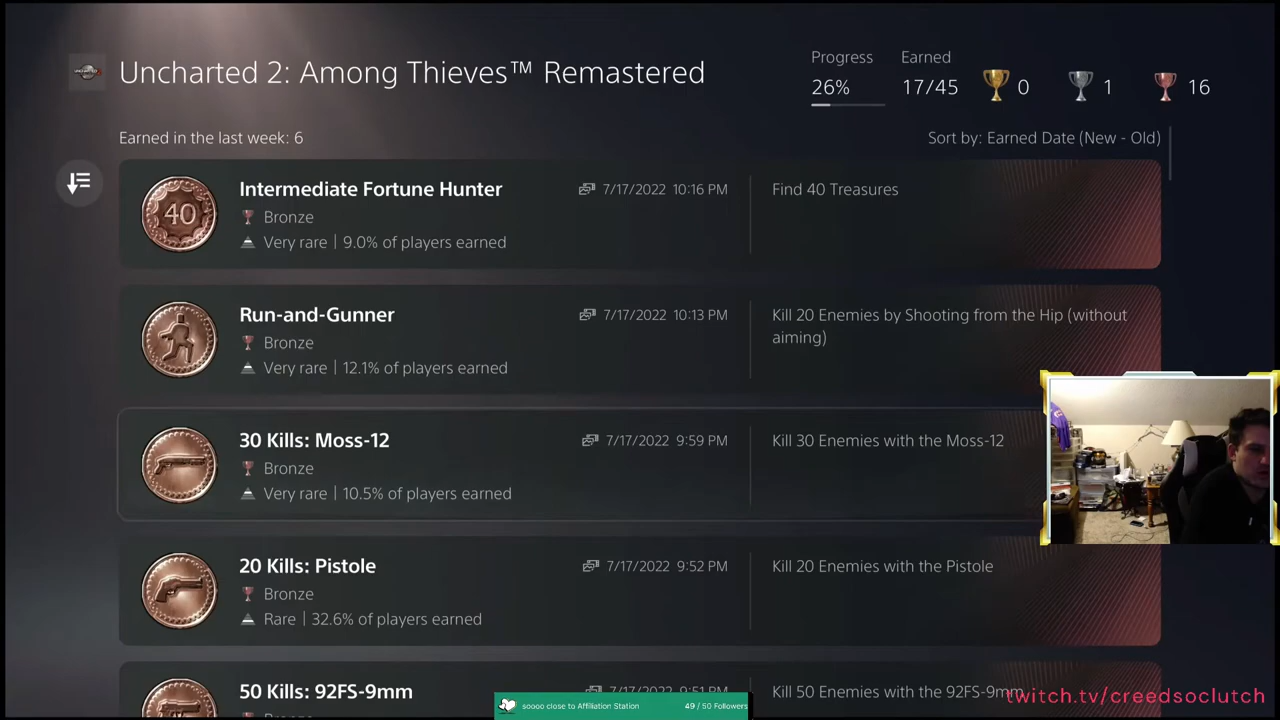 Uncharted 2: Among Thieves™ Remastered
Progress
26%
Earned
17/45
0
1
16
Earned in the last week: 6
Sort by: Earned Date (New - Old)
40
Intermediate Fortune Hunter
7/17/2022 10:16 PM
Find 40 Treasures
Bronze
Very rare | 9.0% of players earned
Run-and-Gunner
7/17/2022 10:13 PM
Kill 20 Enemies by Shooting from the Hip (without
aiming)
Bronze
Very rare | 12.1% of players earned
30 Kills: Moss-12
7/17/2022 9:59 PM
Kill 30 Enemies with the Moss-12
Bronze
Very rare | 10.5% of players earned
20 Kills: Pistole
7/17/2022 9:52 PM
Kill 20 Enemies with the Pistole
Bronze
Rare | 32.6% of players earned
50 Kills: 92FS-9mm
7/17/2022 9:51 PM
Kill 50 Enemies with the 92FS-9mm
soooo close to Affiliation Station
49 / 50 Followers
twitch.tv/creedsoclutch